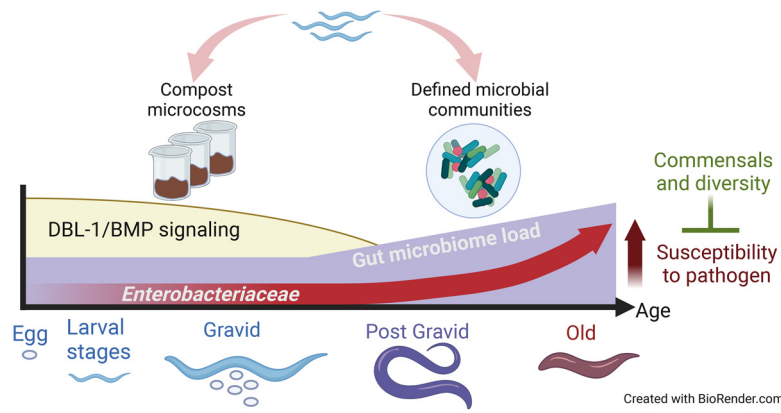 Compost
microcosms
Defined microbial
communities
Commensals
and diversity
DBL-1/BMP signaling
Gut microbiome load
Susceptibility
to pathogen
Enterobacteriaceae
Age
Egg
Larval
stages
Gravid
Post Gravid
Old
Created with BioRender.com